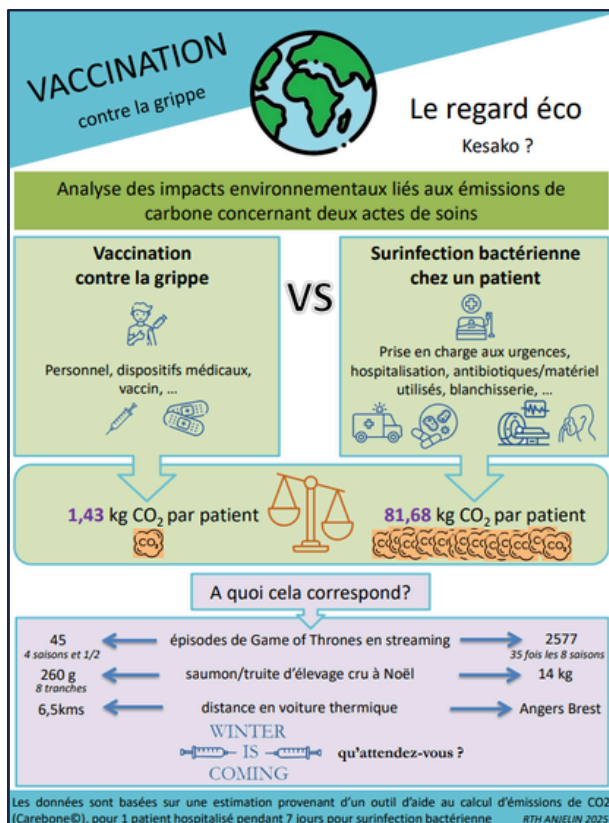 VACCINATION
contre la grippe
Le regard éco
Kesako ?
Analyse des impacts environnementaux liés aux émissions de
carbone concernant deux actes de soins
Vaccination
contre la grippe
Personnel, dispositifs médicaux,
vaccin, ...
VS
Surinfection bactérienne
chez un patient
Prise en charge aux urgences,
hospitalisation, antibiotiques/matériel
utilisés, blanchisserie, ...
1,43 kg CO₂ par patient
CO₂
81,68 kg CO₂ par patient
A quoi cela correspond?
45 épisodes de Game of Thrones en streaming 2577
4 saisons et 1/2 35 fois les 8 saisons
260 g saumon/truite d'élevage cru à Noël 14 kg
8 tranches
6,5kms distance en voiture thermique Angers Brest
WINTER
IS
COMING
qu'attendez-vous ?
Les données sont basées sur une estimation provenant d'un outil d'aide au calcul d'émissions de CO2
(Carebone©), pour 1 patient hospitalisé pendant 7 jours pour surinfection bactérienne RTH ANJELIN 2025